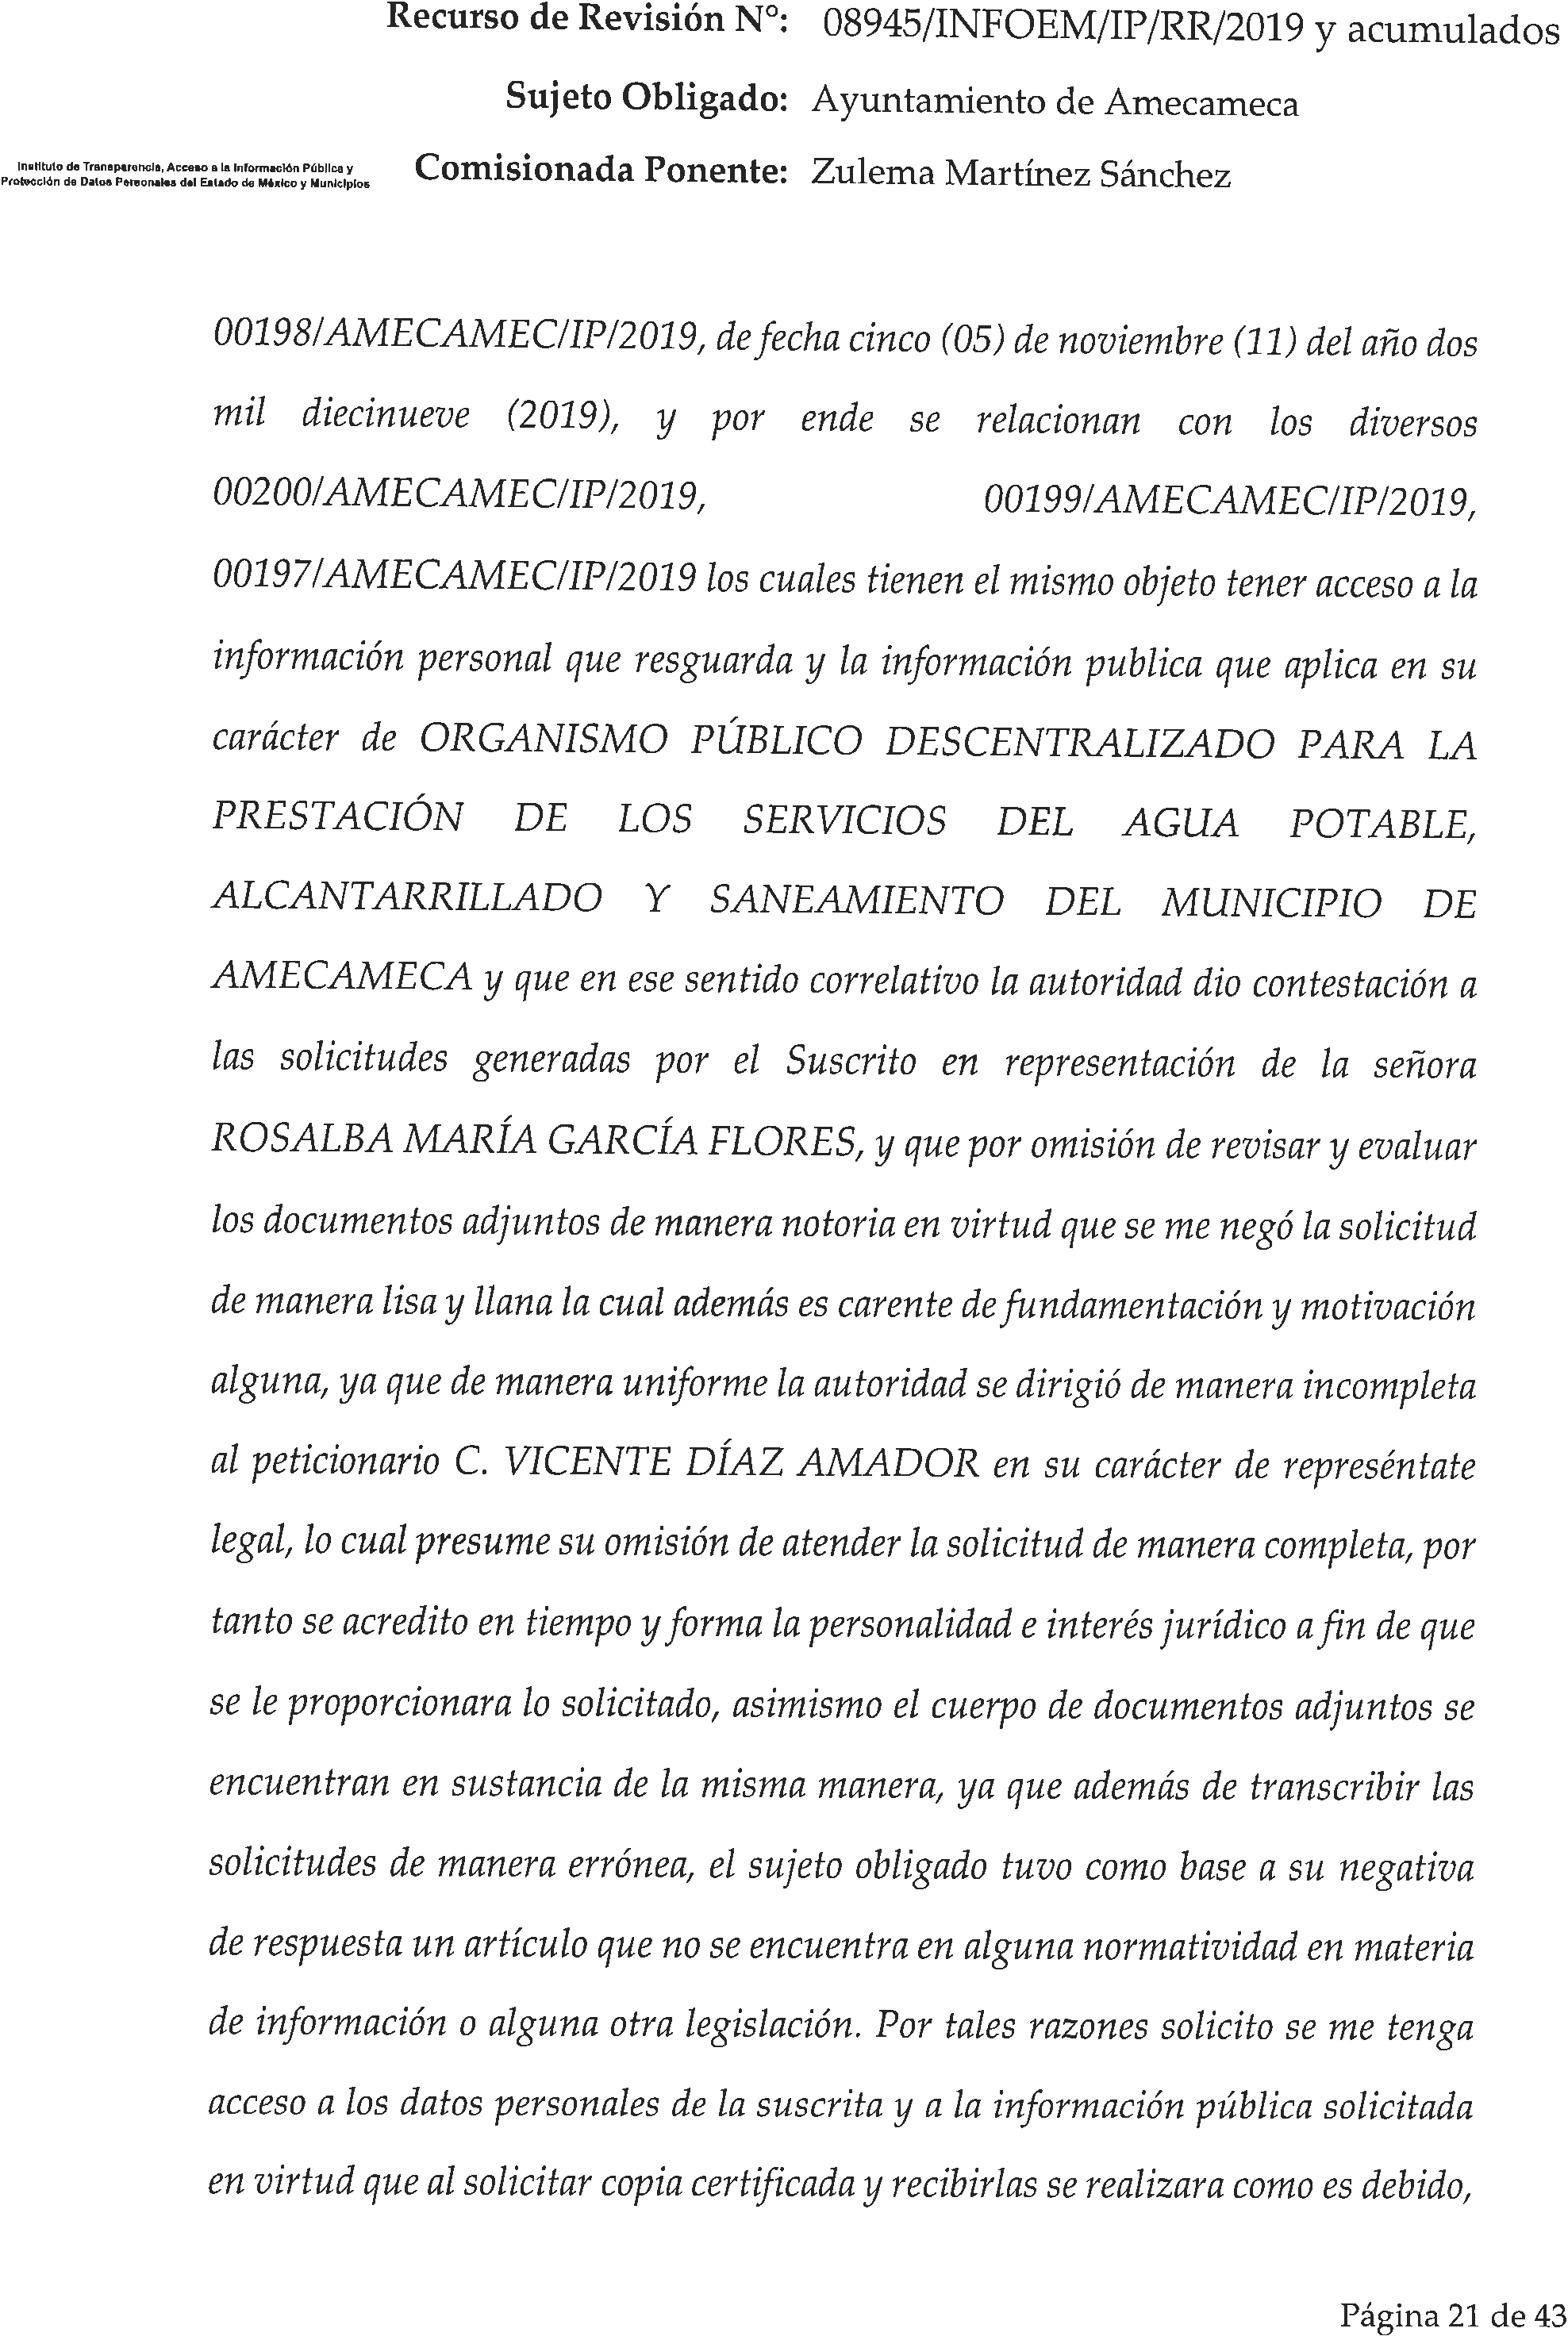 Recurso de Revisión N°: 08945/INFOEM/IP/RR/2019 y acumulados
Sujeto Obligado: Ayuntamiento de Amecameca
Instituto de Transparencia, Acceso a la Información Pública y
Protección de Datos Personales del Estado de México y Municipios
Comisionada Ponente: Zulema Martínez Sánchez
00198/AMECAMEC/IP/2019, de fecha cinco (05) de noviembre (11) del año dos
mil diecinueve (2019), y por ende se relacionan con los diversos
00200/AMECAMEC/IP/2019, 00199/AMECAMEC/IP/2019,
00197/AMECAMEC/IP/2019 los cuales tienen el mismo objeto tener acceso a la
información personal que resguarda y la información publica que aplica en su
carácter de ORGANISMO PÚBLICO DESCENTRALIZADO PARA LA
PRESTACIÓN DE LOS SERVICIOS DEL AGUA POTABLE,
ALCANTARRILLADO Y SANEAMIENTO DEL MUNICIPIO DE
AMECAMECA y que en ese sentido correlativo la autoridad dio contestación a
las solicitudes generadas por el Suscrito en representación de la señora
ROSALBA MARÍA GARCÍA FLORES, y que por omisión de revisar y evaluar
los documentos adjuntos de manera notoria en virtud que se me negó la solicitud
de manera lisa y llana la cual además es carente de fundamentación y motivación
alguna, ya que de manera uniforme la autoridad se dirigió de manera incompleta
al peticionario C. VICENTE DÍAZ AMADOR en su carácter de represéntate
legal, lo cual presume su omisión de atender la solicitud de manera completa, por
tanto se acredito en tiempo y forma la personalidad e interés jurídico a fin de que
se le proporcionara lo solicitado, asimismo el cuerpo de documentos adjuntos se
encuentran en sustancia de la misma manera, ya que además de transcribir las
solicitudes de manera errónea, el sujeto obligado tuvo como base a su negativa
de respuesta un artículo que no se encuentra en alguna normatividad en materia
de información o alguna otra legislación. Por tales razones solicito se me tenga
acceso a los datos personales de la suscrita y a la información pública solicitada
en virtud que al solicitar copia certificada y recibirlas se realizara como es debido,
Página 21 de 43